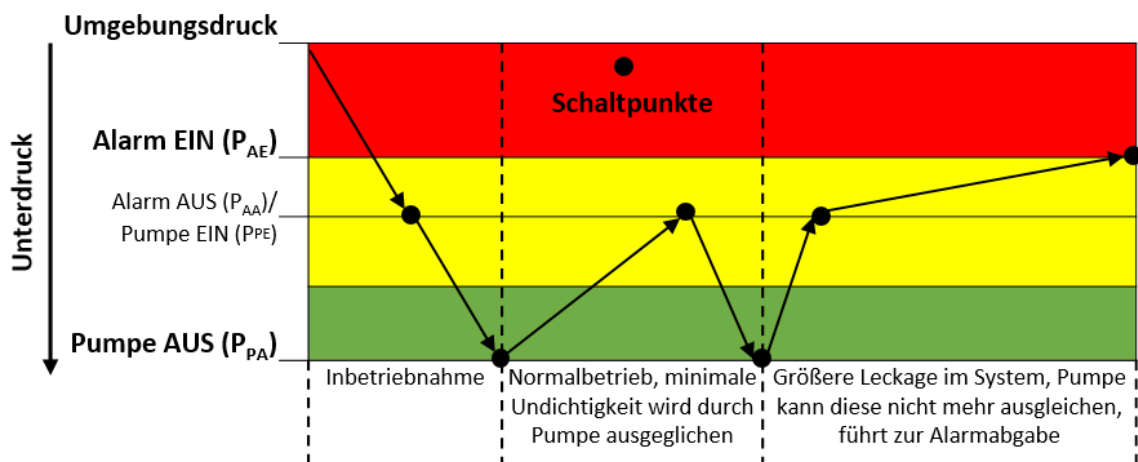 Umgebungsdruck
Unterdruck
Schaltpunkte
Alarm EIN (PAE)
Alarm AUS (PAA)/
Pumpe EIN (PPE)
Pumpe AUS (PPA)
Inbetriebnahme
Normalbetrieb, minimale
Undichtigkeit wird durch
Pumpe ausgeglichen
Größere Leckage im System, Pumpe
kann diese nicht mehr ausgleichen,
führt zur Alarmabgabe